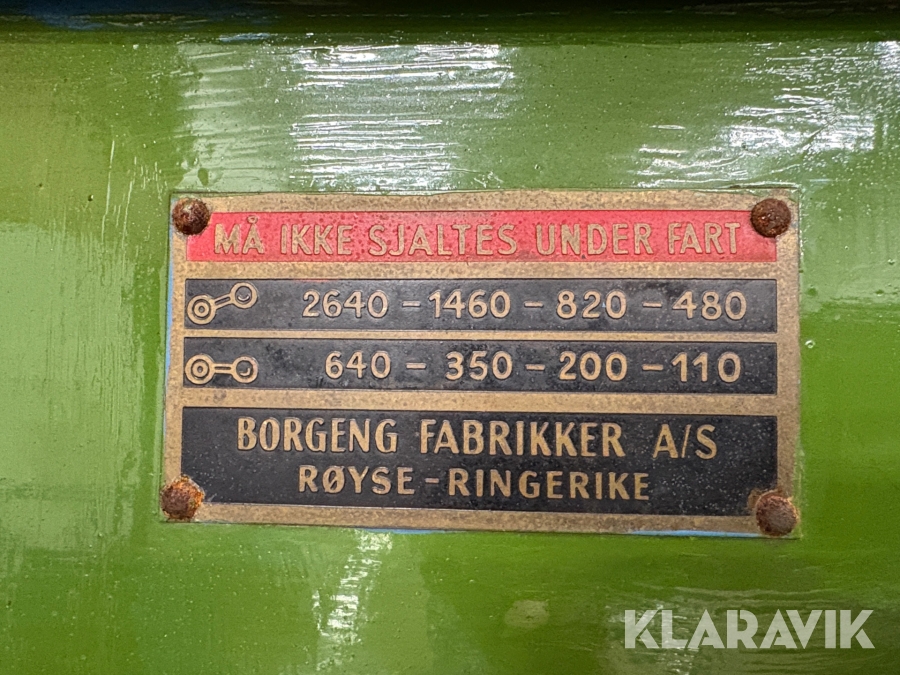 MÅ IKKE SJALTES UNDER FART
2640 - 1460 - 820 - 480
640 - 350 - 200 - 110
BORGENG FABRIKKER A/S
RØYSE - RINGERIKE
KLARAVIK